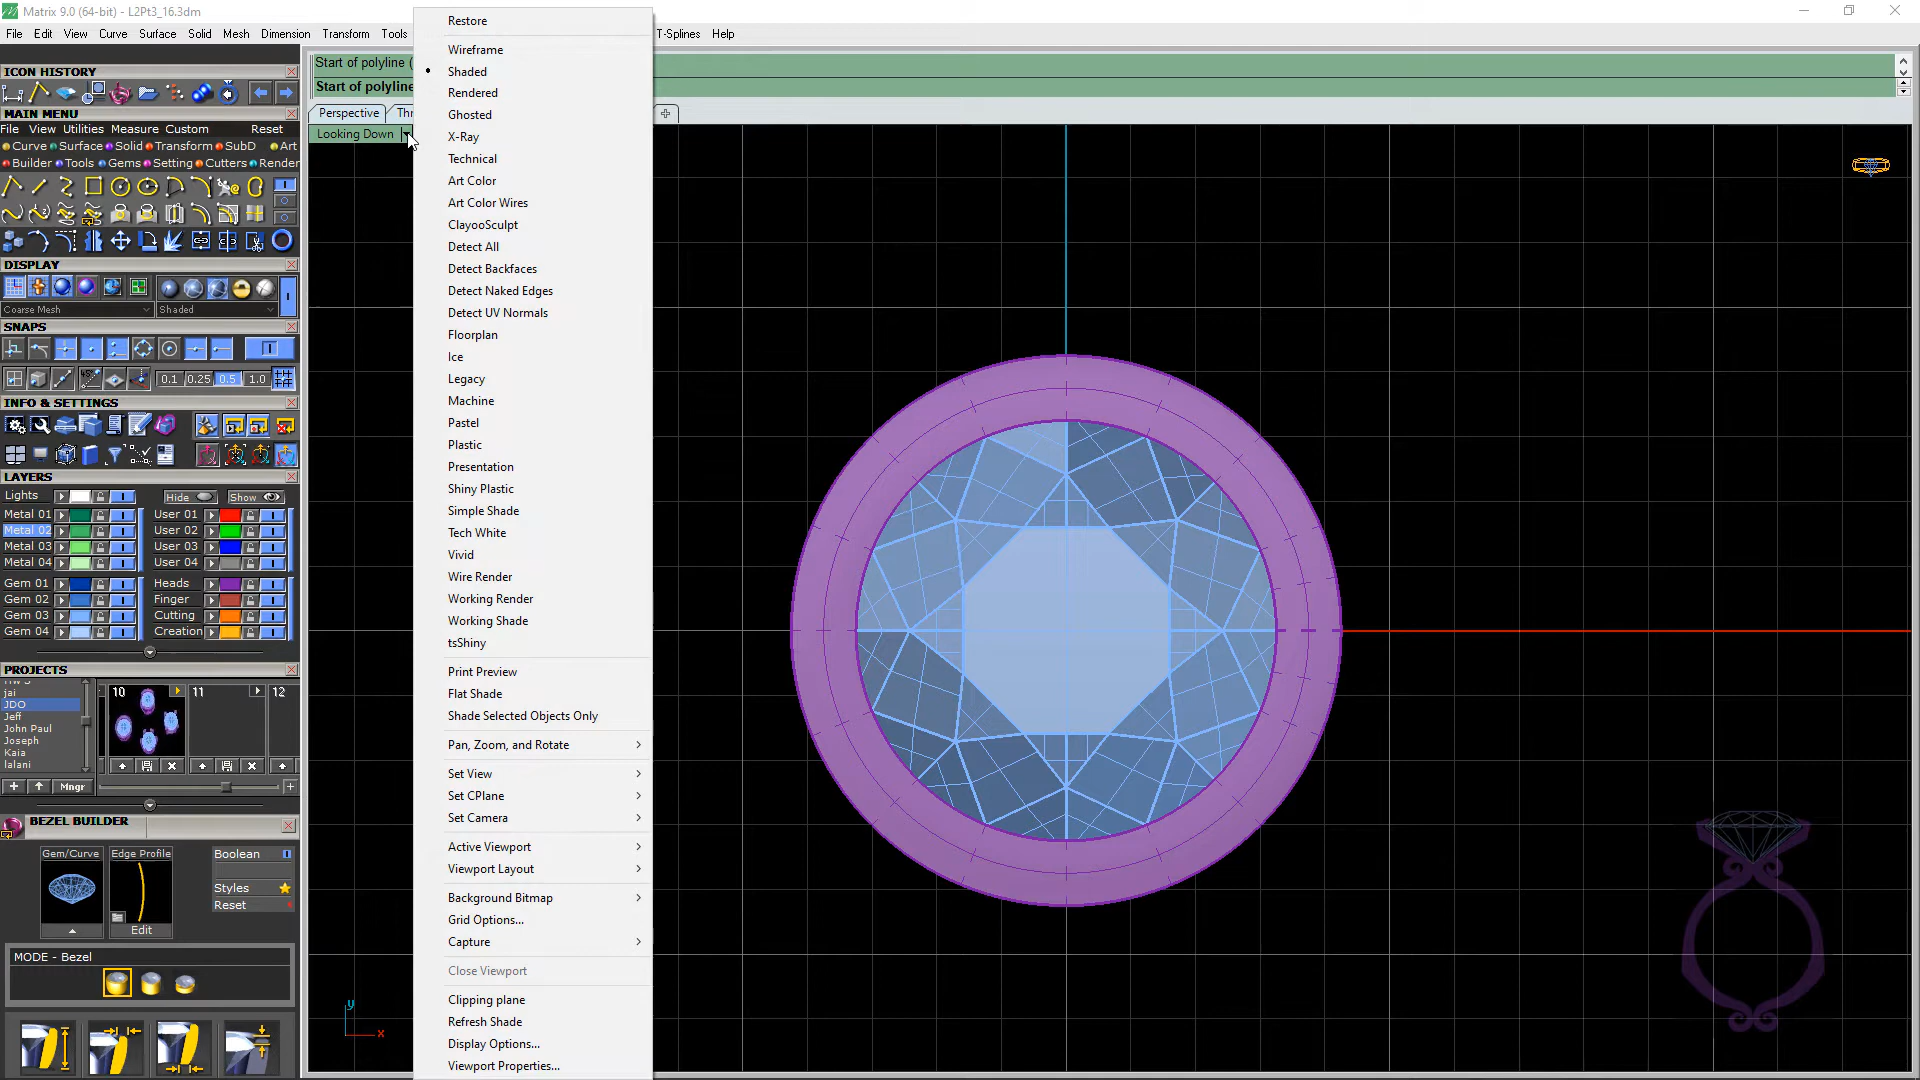 Matrix 9.0 (64-bit) - L2Pt3_16.3dm
File Edit View Curve Surface Solid Mesh Dimension Transform Tools T-Splines Help
ICON HISTORY
MAIN MENU
File View Utilities Measure Custom Reset
Curve Surface Solid Transform SubD Art
Builder Tools Gems Setting Cutters Render
DISPLAY
Coarse Mesh Shaded
SNAPS
0.1 0.25 0.5 1.0
INFO & SETTINGS
LAYERS
Lights Hide Show
Metal 01 User 01
Metal 02 User 02
Metal 03 User 03
Metal 04 User 04
Gem 01 Heads
Gem 02 Finger
Gem 03 Cutting
Gem 04 Creation
PROJECTS
jai
JDO
Jeff
John Paul
Joseph
Kaia
lalani
10 11 12
Mngr
BEZEL BUILDER
Gem/Curve Edge Profile Boolean
Styles
Reset
Edit
MODE - Bezel
Start of polyline (
Start of polyline
Perspective Thr
Looking Down
Restore
Wireframe
Shaded
Rendered
Ghosted
X-Ray
Technical
Art Color
Art Color Wires
ClayooSculpt
Detect All
Detect Backfaces
Detect Naked Edges
Detect UV Normals
Floorplan
Ice
Legacy
Machine
Pastel
Plastic
Presentation
Shiny Plastic
Simple Shade
Tech White
Vivid
Wire Render
Working Render
Working Shade
tsShiny
Print Preview
Flat Shade
Shade Selected Objects Only
Pan, Zoom, and Rotate
Set View
Set CPlane
Set Camera
Active Viewport
Viewport Layout
Background Bitmap
Grid Options...
Capture
Close Viewport
Clipping plane
Refresh Shade
Display Options...
Viewport Properties...
y
x